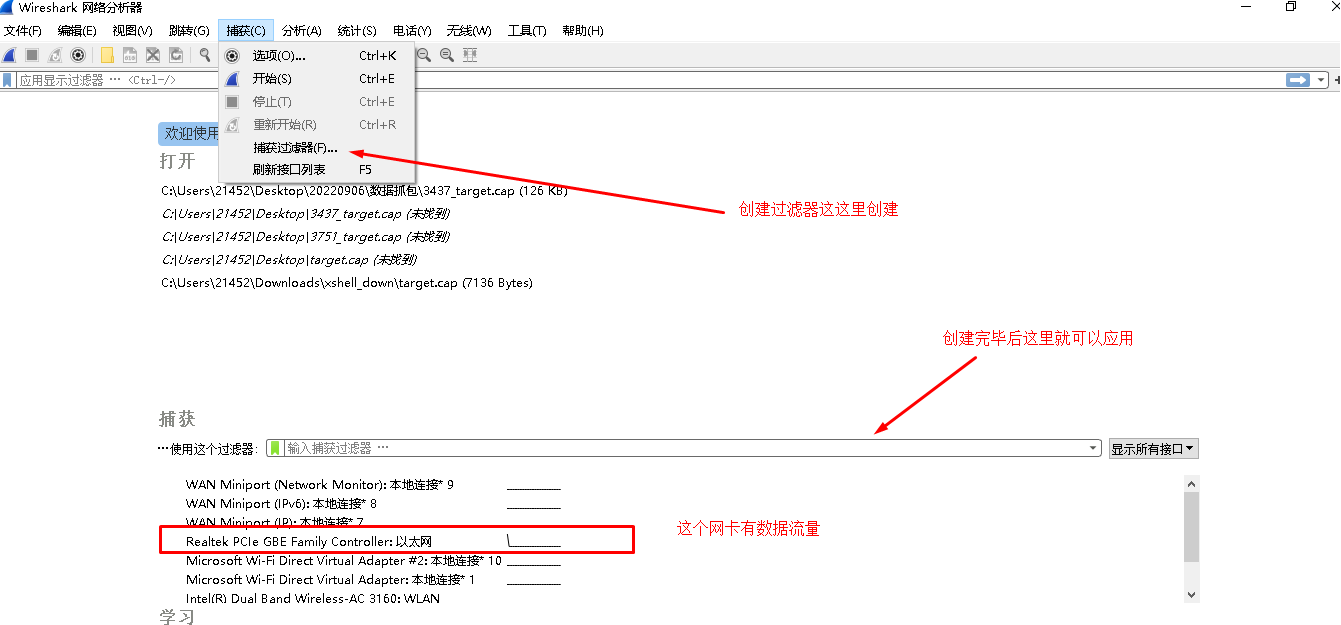 Wireshark 网络分析器
文件(F) 编辑(E) 视图(V) 跳转(G) 捕获(C) 分析(A) 统计(S) 电话(Y) 无线(W) 工具(T) 帮助(H)
选项(O)... Ctrl+K
应用显示过滤器 … <Ctrl-/>
开始(S) Ctrl+E
停止(T) Ctrl+E
重新开始(R) Ctrl+R
欢迎使用
捕获过滤器(F)...
打开
刷新接口列表 F5
C:\Users\21452\Desktop\20220906\数据抓包\3437_target.cap (126 KB)
创建过滤器这这里创建
C:\Users\21452\Desktop\3437_target.cap (未找到)
C:\Users\21452\Desktop\3751_target.cap (未找到)
C:\Users\21452\Desktop\target.cap (未找到)
C:\Users\21452\Downloads\xshell_down\target.cap (7136 Bytes)
创建完毕后这里就可以应用
捕获
…使用这个过滤器: 输入捕获过滤器 … 显示所有接口
WAN Miniport (Network Monitor): 本地连接* 9
WAN Miniport (IPv6): 本地连接* 8
WAN Miniport (IP): 本地连接* 7
这个网卡有数据流量
Realtek PCIe GBE Family Controller: 以太网
Microsoft Wi-Fi Direct Virtual Adapter #2: 本地连接* 10
Microsoft Wi-Fi Direct Virtual Adapter: 本地连接* 1
Intel(R) Dual Band Wireless-AC 3160: WLAN
学习